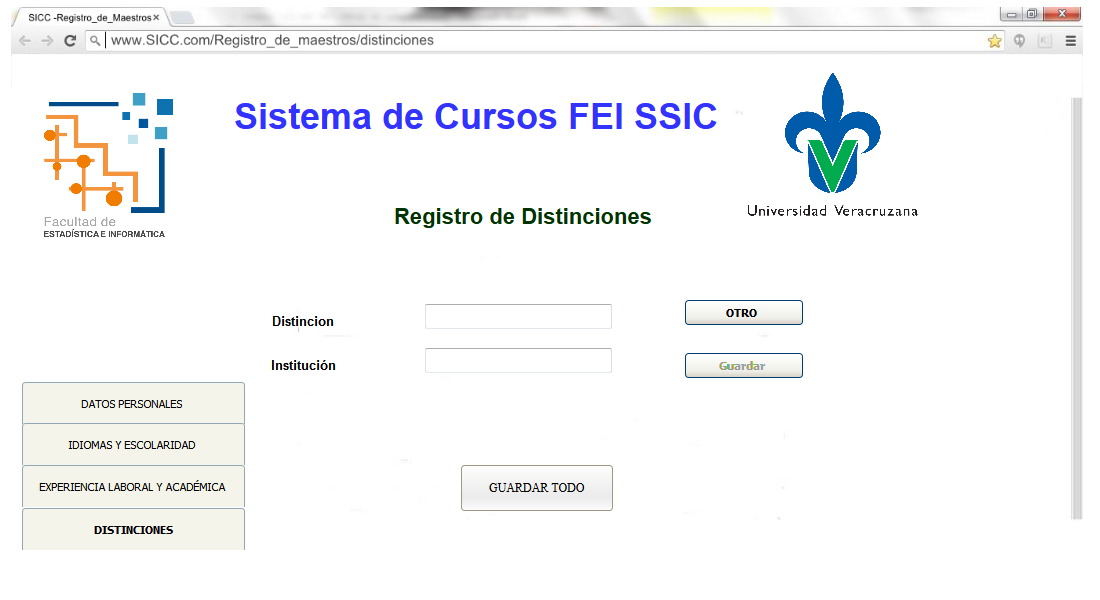 SICC -Registro_de_Maestros
www.SICC.com/Registro_de_maestros/distinciones
Sistema de Cursos FEI SSIC
Facultad de
ESTADÍSTICA E INFORMÁTICA
Universidad Veracruzana
Registro de Distinciones
Distincion
OTRO
Institución
Guardar
DATOS PERSONALES
IDIOMAS Y ESCOLARIDAD
EXPERIENCIA LABORAL Y ACADÉMICA
DISTINCIONES
GUARDAR TODO